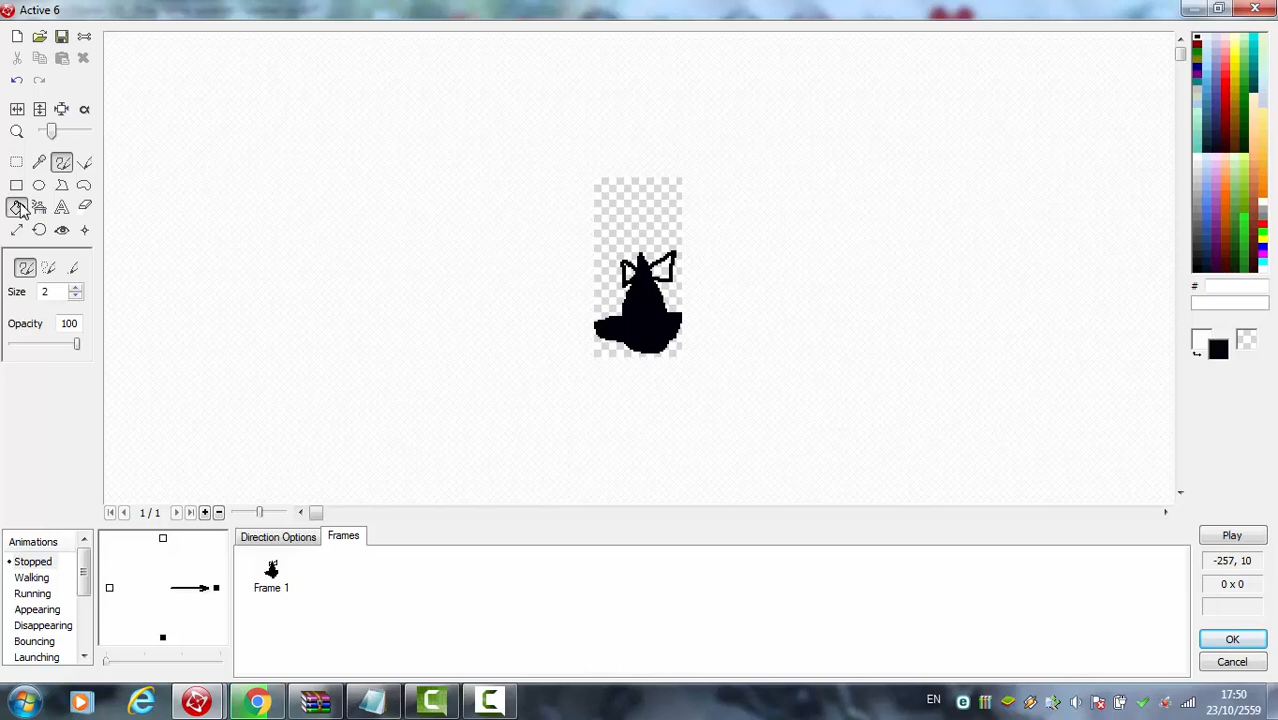 Active 6
Size 2
Opacity 100
#
1 / 1
Animations
Stopped
Walking
Running
Appearing
Disappearing
Bouncing
Launching
Direction Options
Frames
Frame 1
Play
-257, 10
0 x 0
OK
Cancel
EN
17:50
23/10/2559